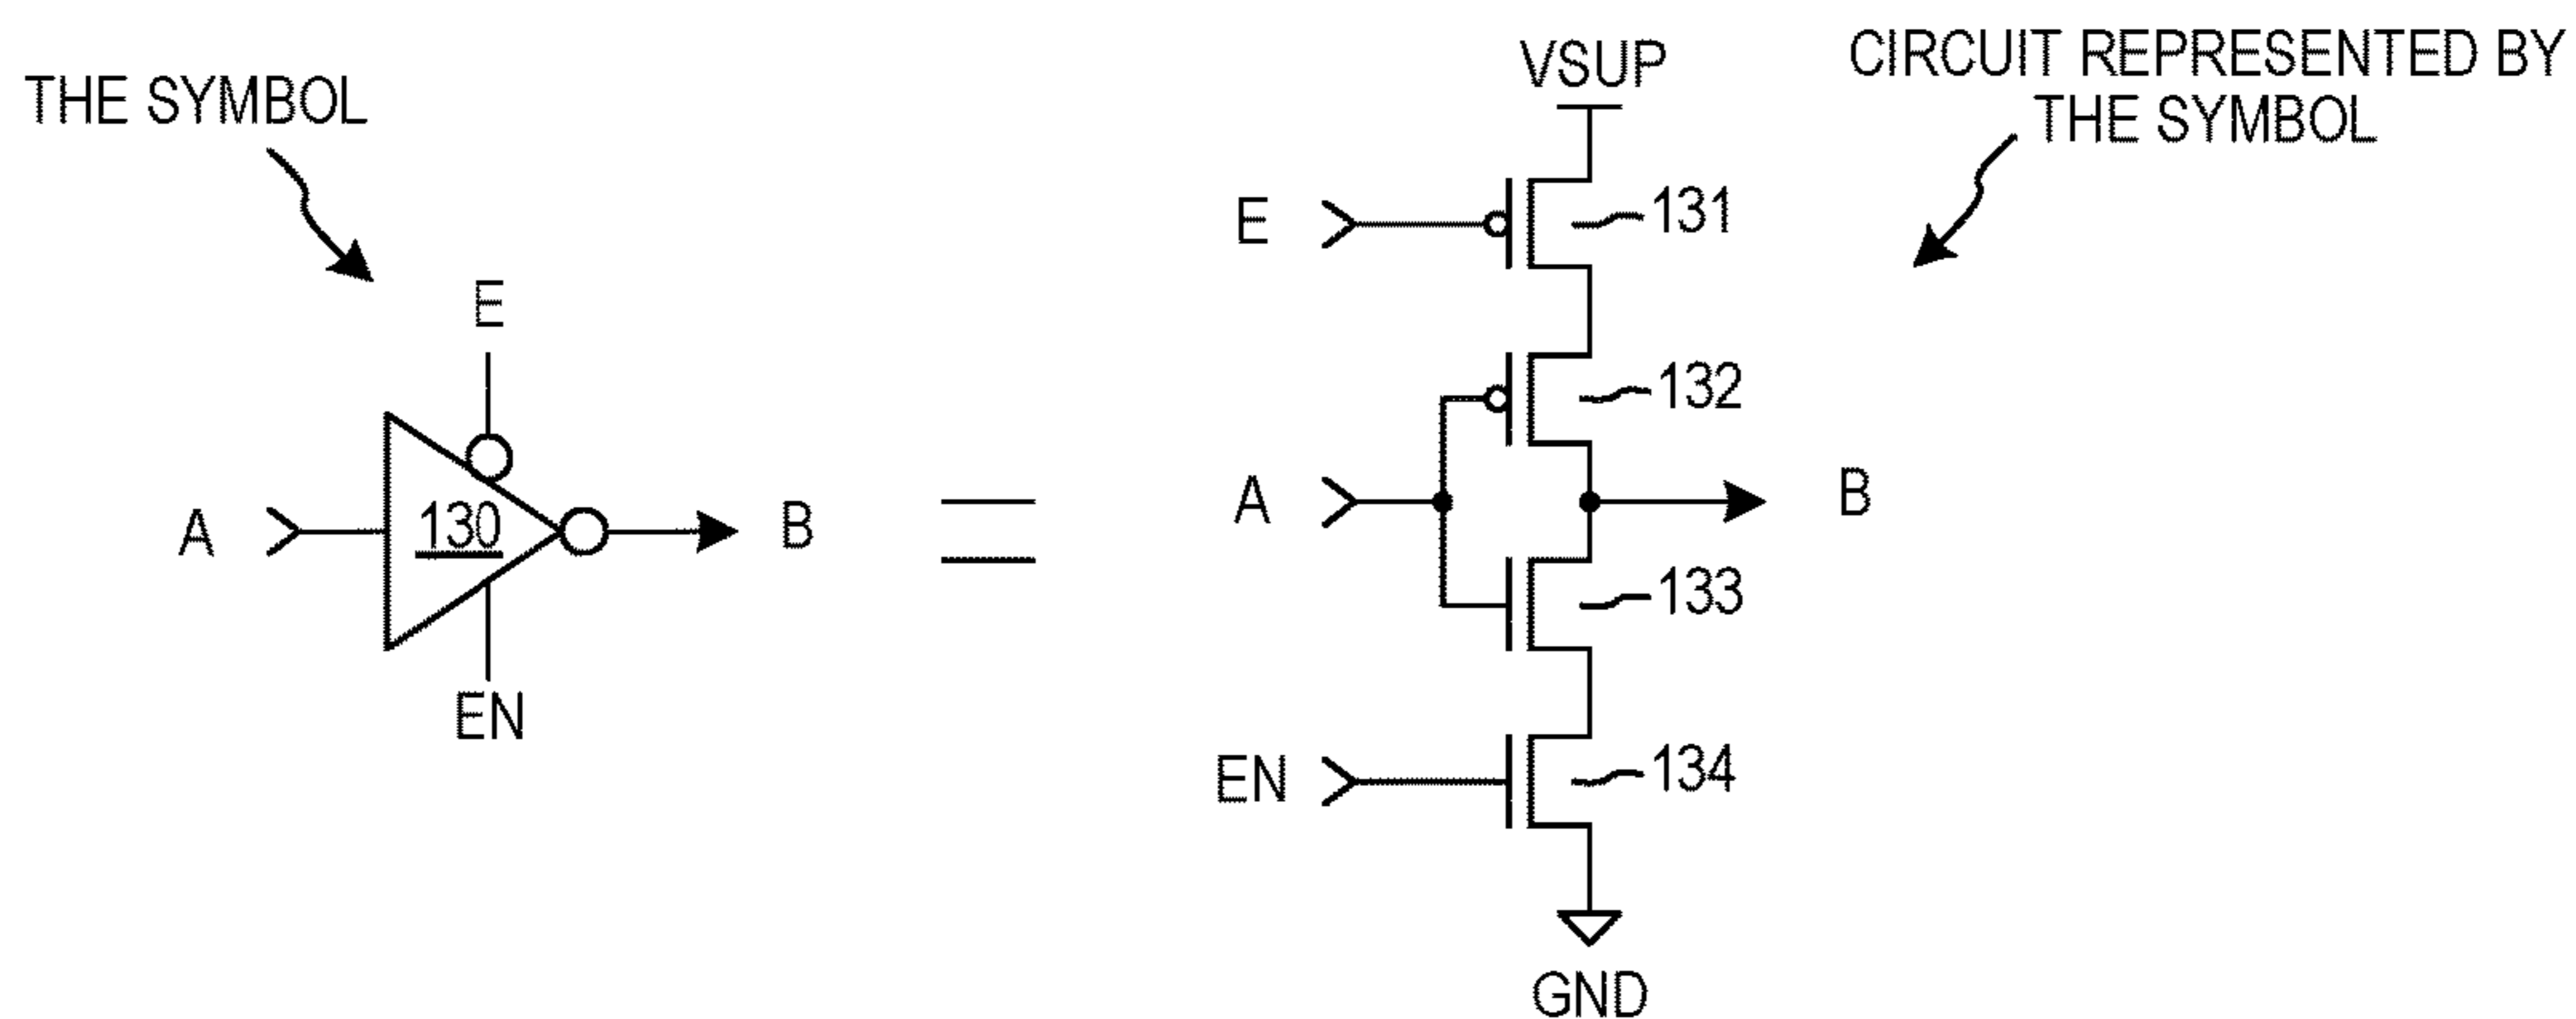 THE SYMBOL
E
A
130
B
EN
VSUP
CIRCUIT REPRESENTED BY
THE SYMBOL
E
131
132
A
B
133
EN
134
GND